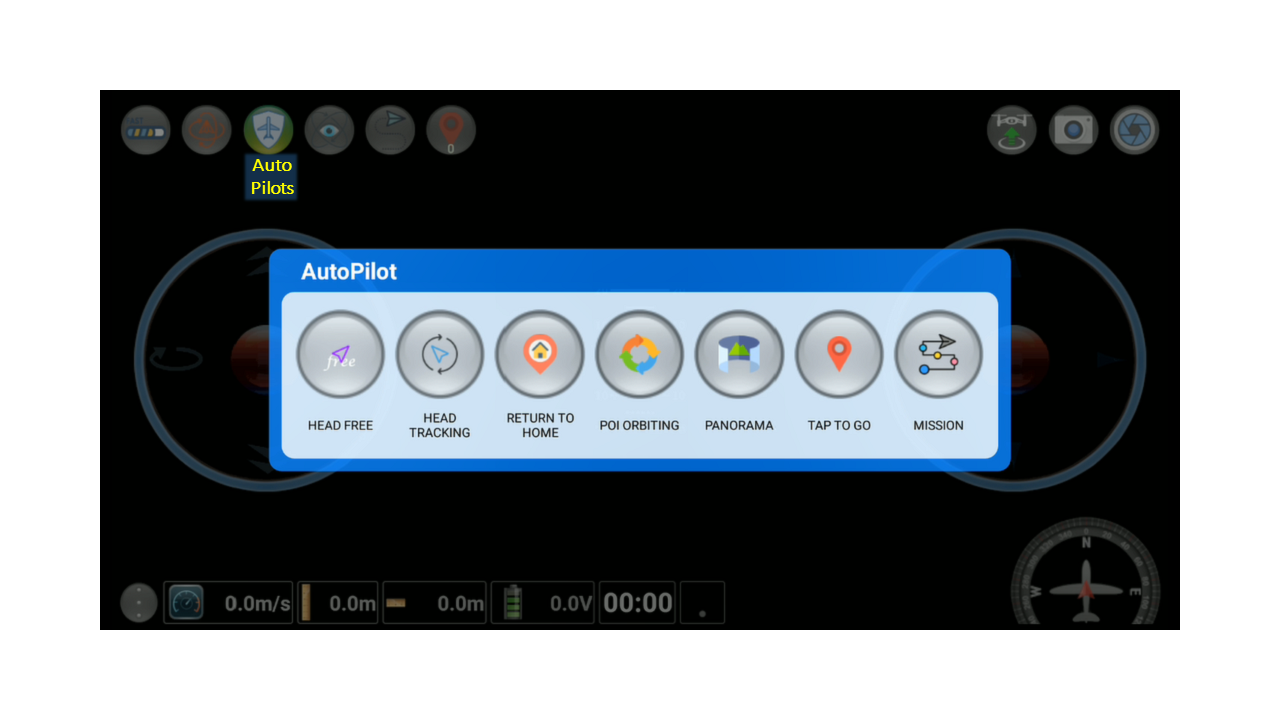 FAST
0
Auto
Pilots
AutoPilot
free
HEAD FREE
HEAD
TRACKING
RETURN TO
HOME
POI ORBITING
PANORAMA
TAP TO GO
MISSION
0.0m/s
0.0m
0.0m
0.0V
00:00
.
N
W
E